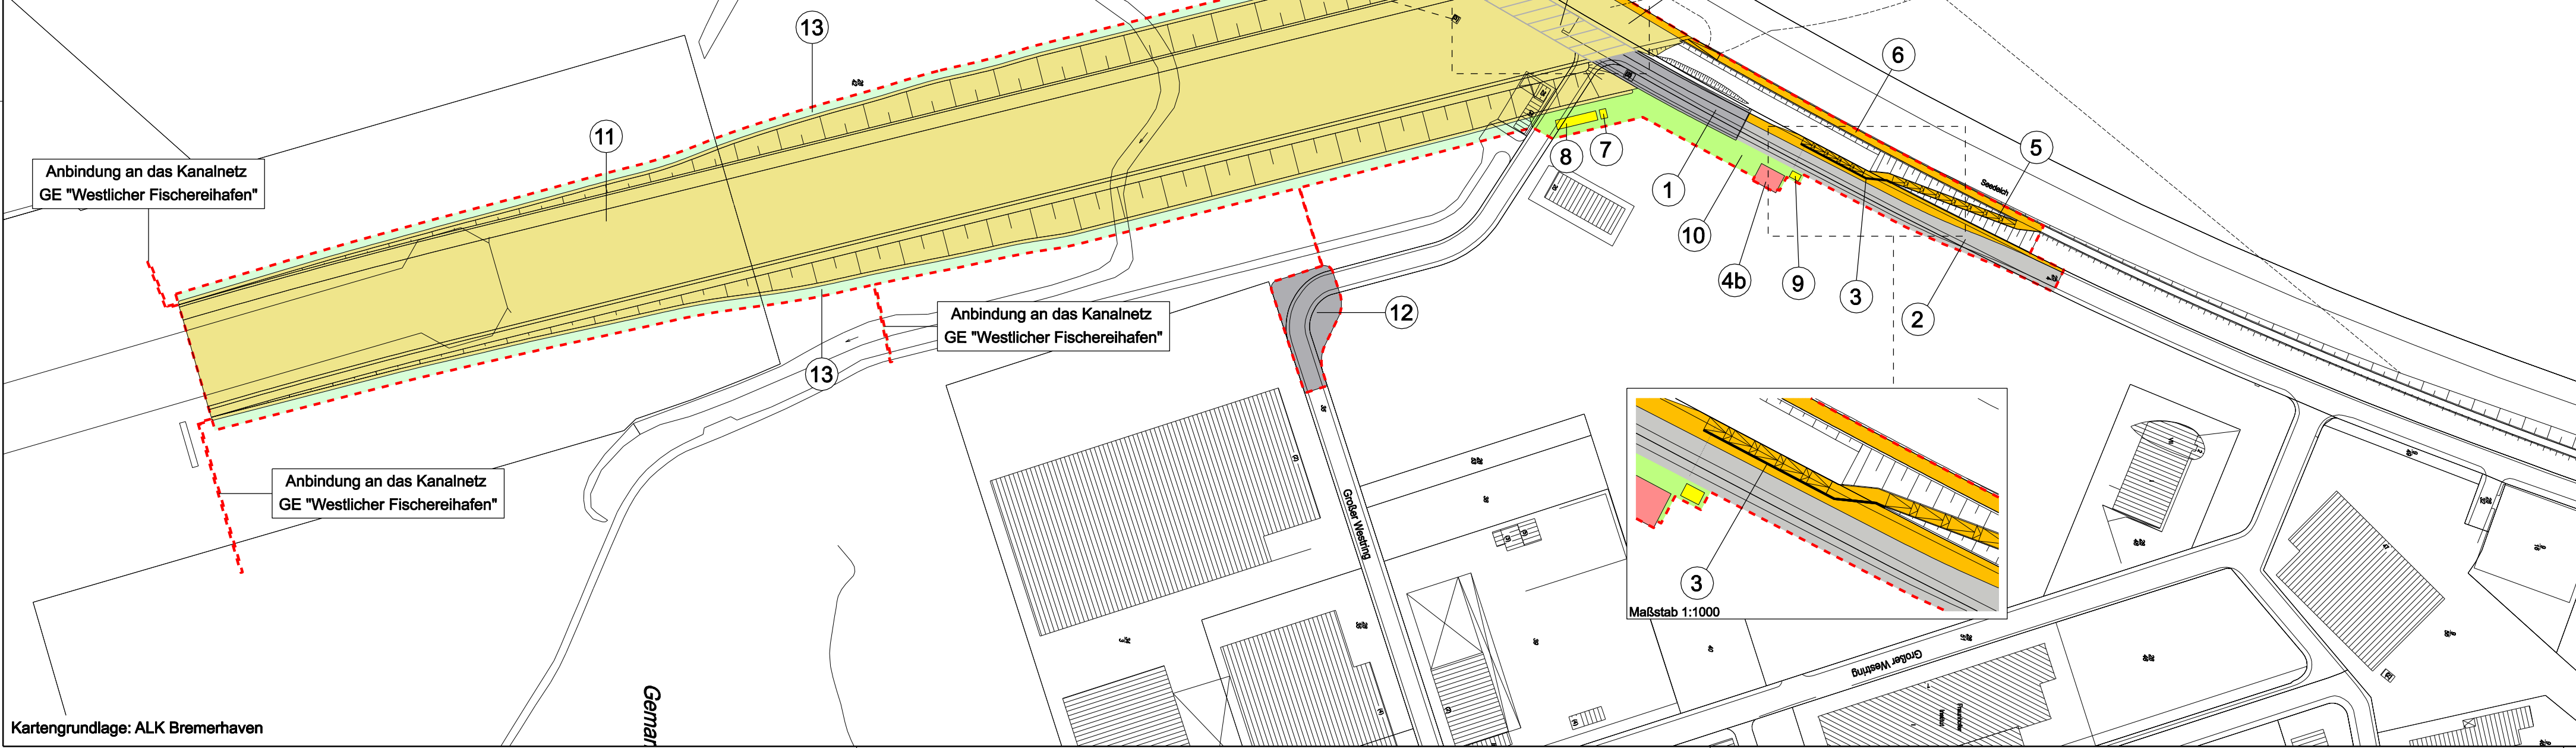 13
6
11
5
Anbindung an das Kanalnetz
GE "Westlicher Fischereihafen"
8
7
1
Seedeich
10
4b
9
3
2
Anbindung an das Kanalnetz
GE "Westlicher Fischereihafen"
12
13
Anbindung an das Kanalnetz
GE "Westlicher Fischereihafen"
Großer Westring
3
Maßstab 1:1000
Großer Westring
Gemar
Kartengrundlage: ALK Bremerhaven